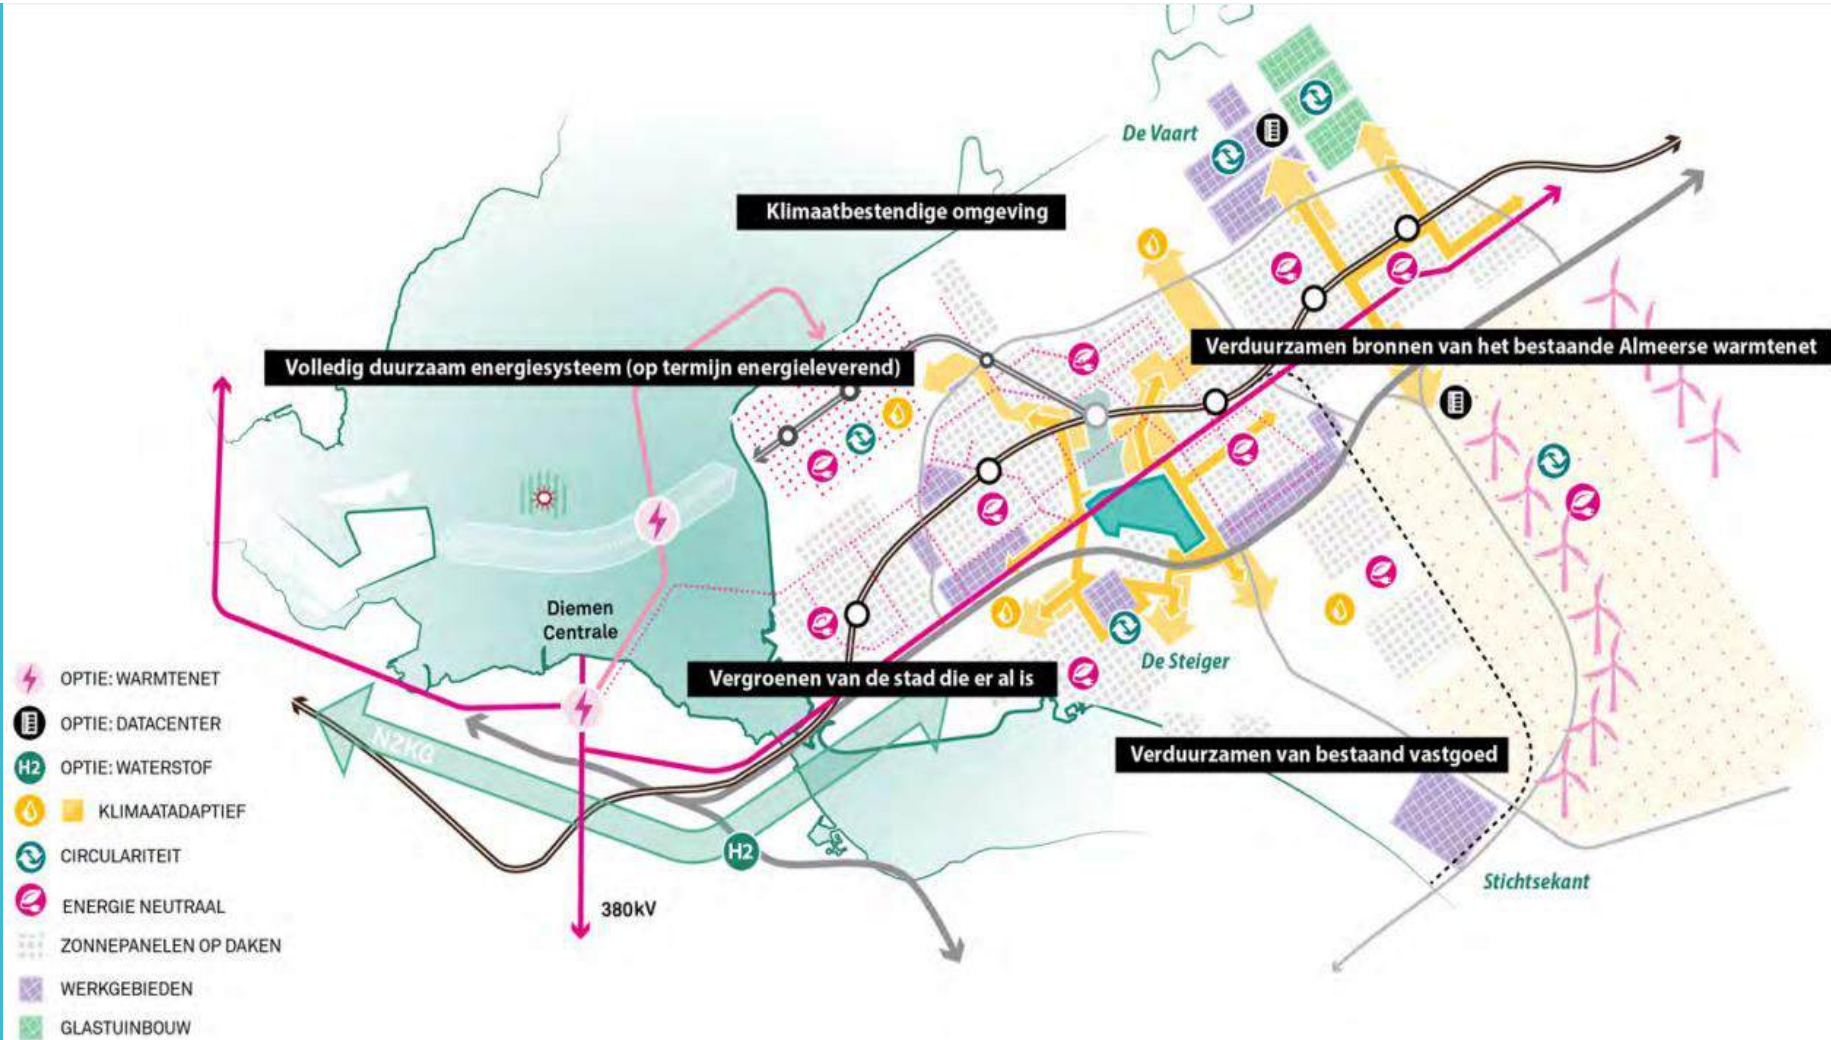 De Vaart
Klimaatbestendige omgeving
Verduurzamen bronnen van het bestaande Almeerse warmtenet
Volledig duurzaam energiesysteem (op termijn energieleverend)
Diemen
Centrale
De Steiger
Vergroenen van de stad die er al is
N2KG
Verduurzamen van bestaand vastgoed
H2
Stichtsekant
380kV
OPTIE: WARMTENET
OPTIE: DATACENTER
H2 OPTIE: WATERSTOF
KLIMAATADAPTIEF
CIRCULARITEIT
ENERGIE NEUTRAAL
ZONNEPANELEN OP DAKEN
WERKGEBIEDEN
GLASTUINBOUW